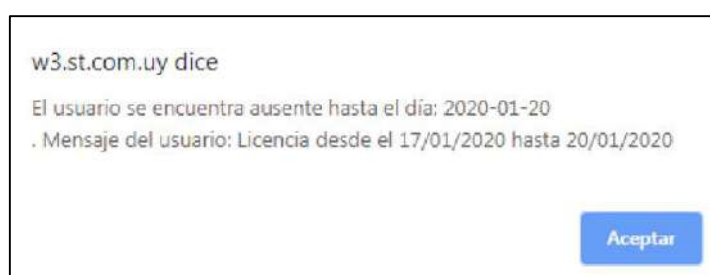 w3.st.com.uy dice
El usuario se encuentra ausente hasta el día: 2020-01-20
. Mensaje del usuario: Licencia desde el 17/01/2020 hasta 20/01/2020
Aceptar